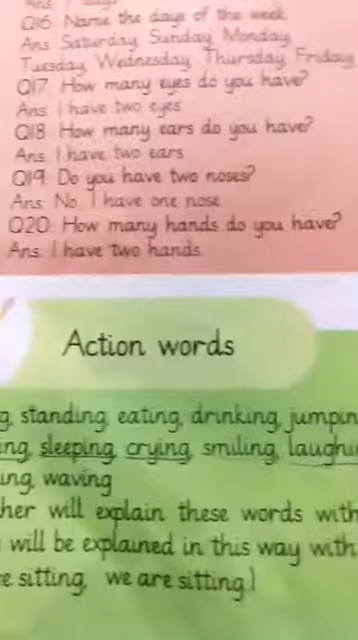 Q16. Name the days of the week.
Ans. Saturday, Sunday, Monday,
Tuesday, Wednesday, Thursday, Friday.
Q17. How many eyes do you have?
Ans. I have two eyes.
Q18. How many ears do you have?
Ans. I have two ears.
Q19. Do you have two noses?
Ans. No. I have one nose.
Q20. How many hands do you have?
Ans. I have two hands.
Action words
standing, eating, drinking,
sleeping, crying, smiling,
waving
will explain these words with
will be explained in this way with
sitting, we are sitting.)